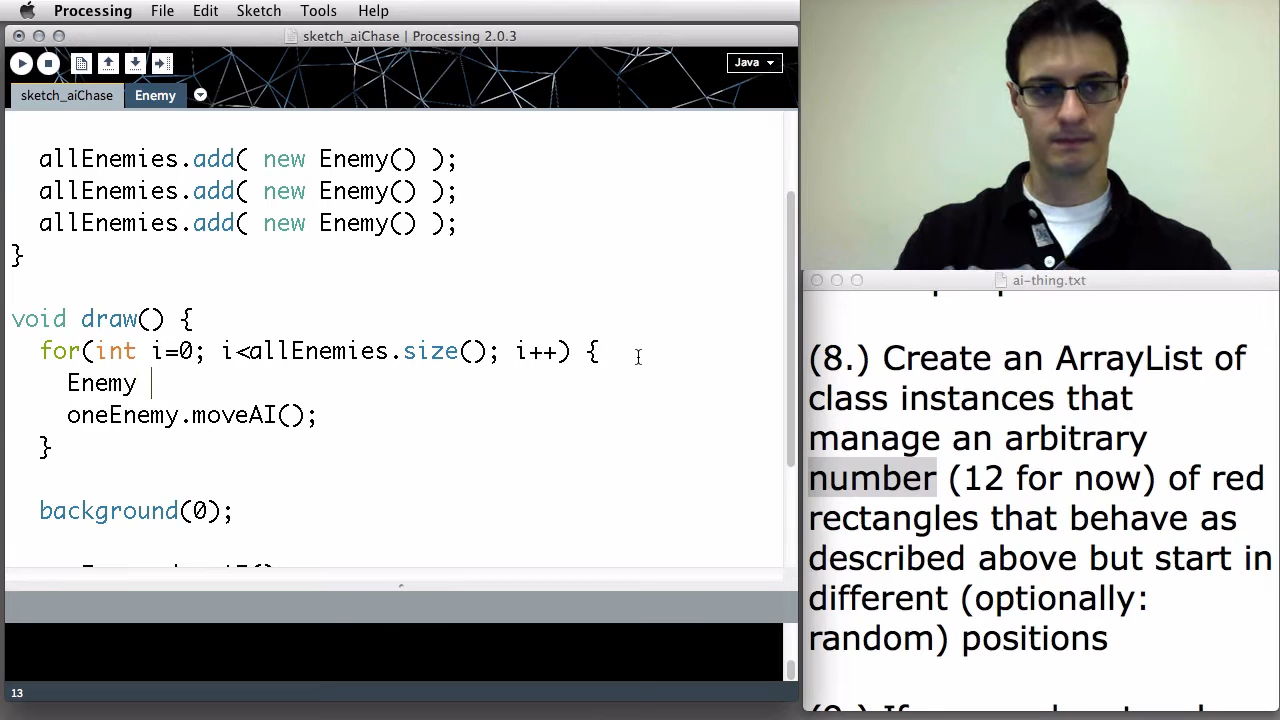 Processing File Edit Sketch Tools Help
sketch_aiChase | Processing 2.0.3
Java
sketch_aiChase Enemy
allEnemies.add( new Enemy() );
allEnemies.add( new Enemy() );
allEnemies.add( new Enemy() );
}
void draw() {
for(int i=0; i<allEnemies.size(); i++) {
Enemy
oneEnemy.moveAI();
}
background(0);
13
ai-thing.txt
(8.) Create an ArrayList of
class instances that
manage an arbitrary
number (12 for now) of red
rectangles that behave as
described above but start in
different (optionally:
random) positions